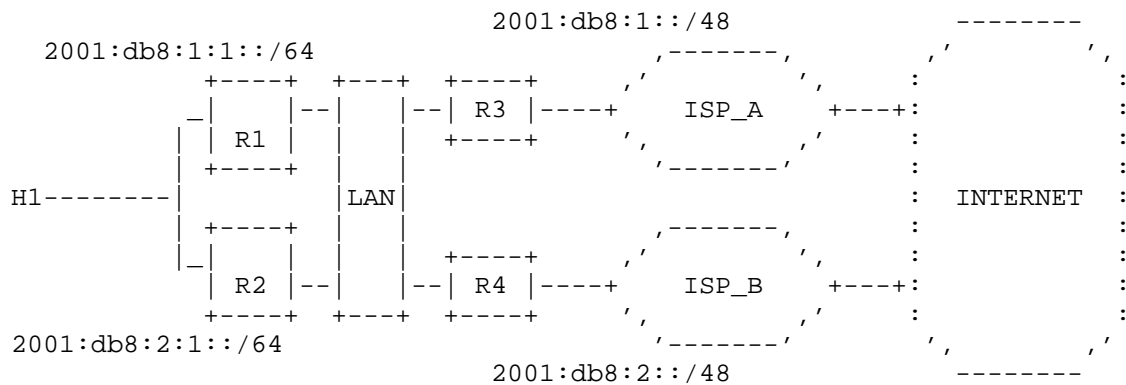 2001:db8:1::/48
2001:db8:1:1::/64
R1 R3 ISP_A
H1 LAN INTERNET
R2 R4 ISP_B
2001:db8:2:1::/64
2001:db8:2::/48